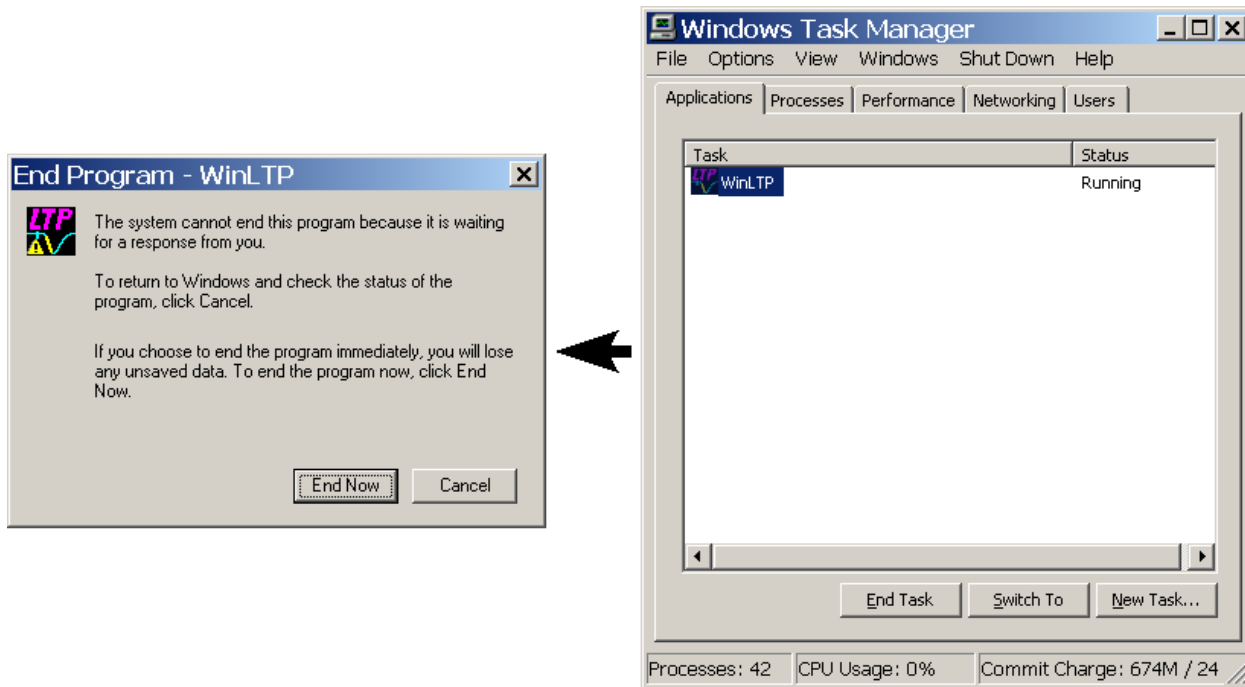 End Program - WinLTP
LTP
The system cannot end this program because it is waiting
for a response from you.
To return to Windows and check the status of the
program, click Cancel.
If you choose to end the program immediately, you will lose
any unsaved data. To end the program now, click End
Now.
End Now
Cancel
Windows Task Manager
File Options View Windows Shut Down Help
Applications Processes Performance Networking Users
Task Status
LTP WinLTP Running
End Task Switch To New Task...
Processes: 42 CPU Usage: 0% Commit Charge: 674M / 24